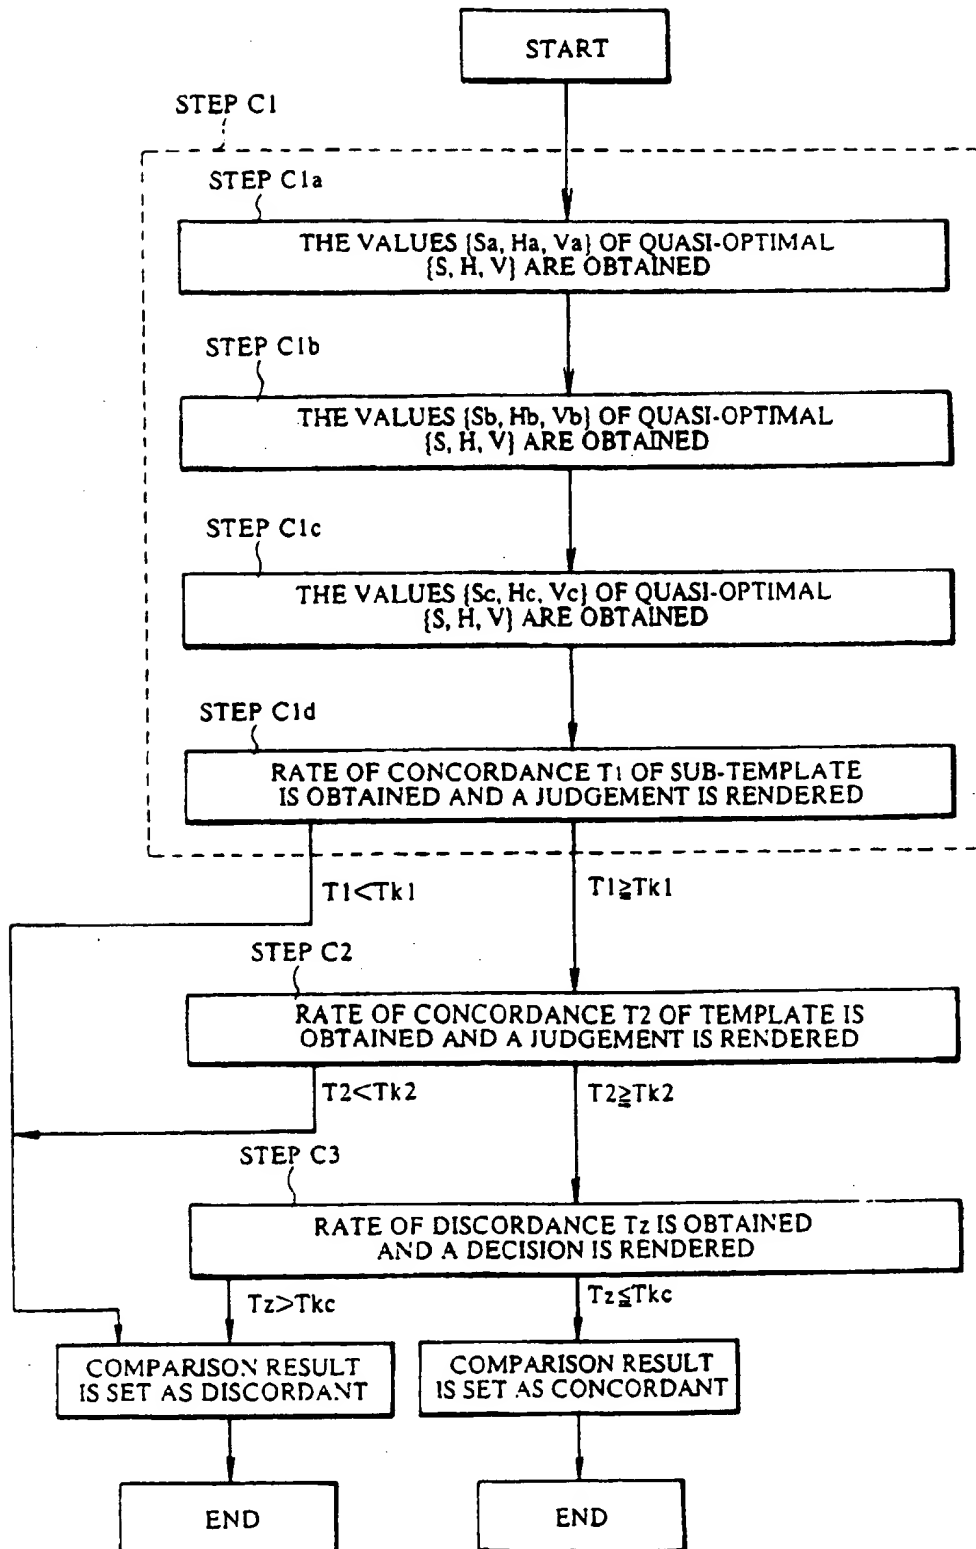 START
STEP C1
STEP C1a
THE VALUES {Sa, Ha, Va} OF QUASI-OPTIMAL
{S, H, V} ARE OBTAINED
STEP C1b
THE VALUES {Sb, Hb, Vb} OF QUASI-OPTIMAL
{S, H, V} ARE OBTAINED
STEP C1c
THE VALUES {Sc, Hc, Vc} OF QUASI-OPTIMAL
{S, H, V} ARE OBTAINED
STEP C1d
RATE OF CONCORDANCE T1 OF SUB-TEMPLATE
IS OBTAINED AND A JUDGEMENT IS RENDERED
T1<Tk1
T1≧Tk1
STEP C2
RATE OF CONCORDANCE T2 OF TEMPLATE IS
OBTAINED AND A JUDGEMENT IS RENDERED
T2<Tk2
T2≧Tk2
STEP C3
RATE OF DISCORDANCE Tz IS OBTAINED
AND A DECISION IS RENDERED
Tz>Tkc
Tz≦Tkc
COMPARISON RESULT
IS SET AS DISCORDANT
COMPARISON RESULT
IS SET AS CONCORDANT
END
END